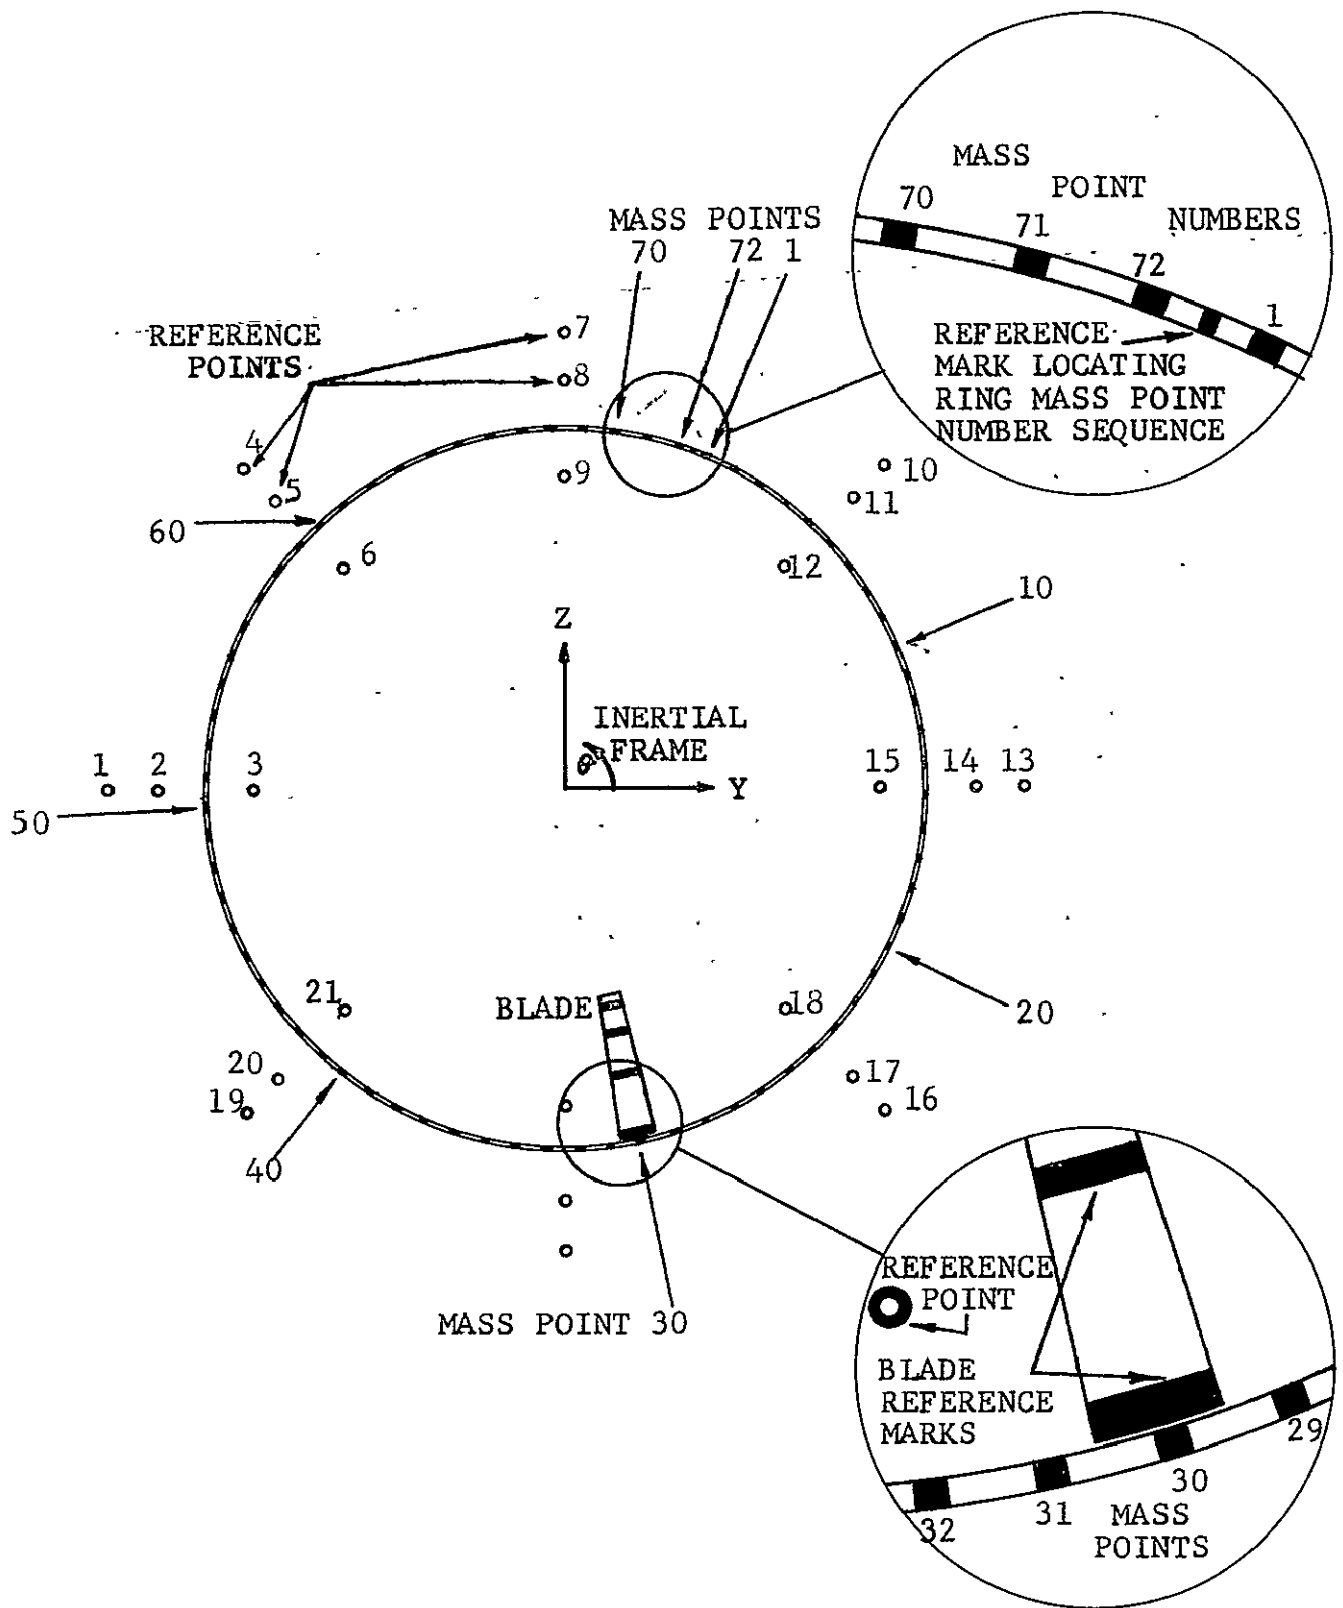 MASS
POINT
NUMBERS
70
71
72
1
REFERENCE
MARK LOCATING
RING MASS POINT
NUMBER SEQUENCE
MASS POINTS
70 72 1
REFERENCE
POINTS
7
8
4
5
9
10
11
60
6
12
10
Z
INERTIAL
FRAME
θ
Y
1 2 3
15 14 13
50
21
BLADE
18
20
20
19
17
16
40
MASS POINT 30
REFERENCE
POINT
BLADE
REFERENCE
MARKS
29
30
31
32
MASS
POINTS